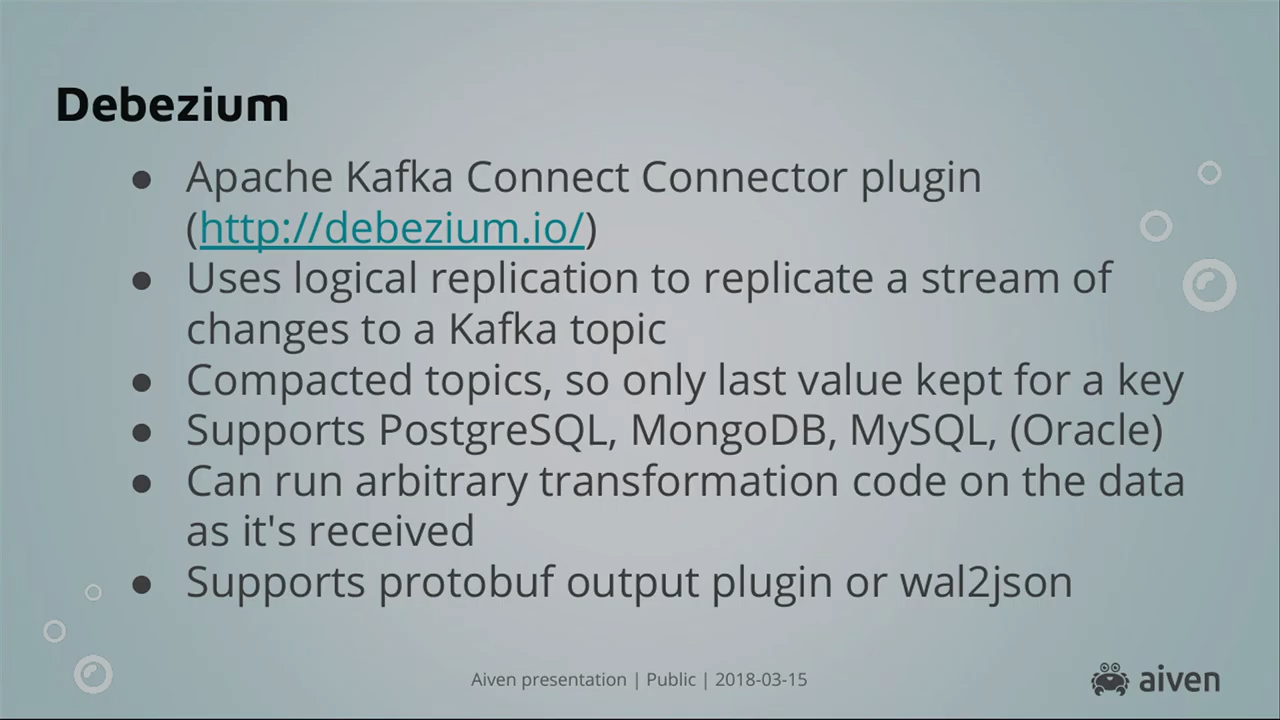 Debezium
● Apache Kafka Connect Connector plugin
(http://debezium.io/)
● Uses logical replication to replicate a stream of
changes to a Kafka topic
● Compacted topics, so only last value kept for a key
● Supports PostgreSQL, MongoDB, MySQL, (Oracle)
● Can run arbitrary transformation code on the data
as it's received
● Supports protobuf output plugin or wal2json
Aiven presentation | Public | 2018-03-15
aiven